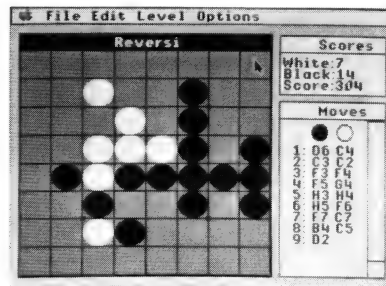 File Edit Level Options
Reversi
Scores
White:7
Black:14
Score:304
Moves
1: D6 C4
2: C3 C2
3: F3 F4
4: F5 G4
5: H3 H4
6: H5 F6
7: F7 C7
8: B4 C5
9: D2